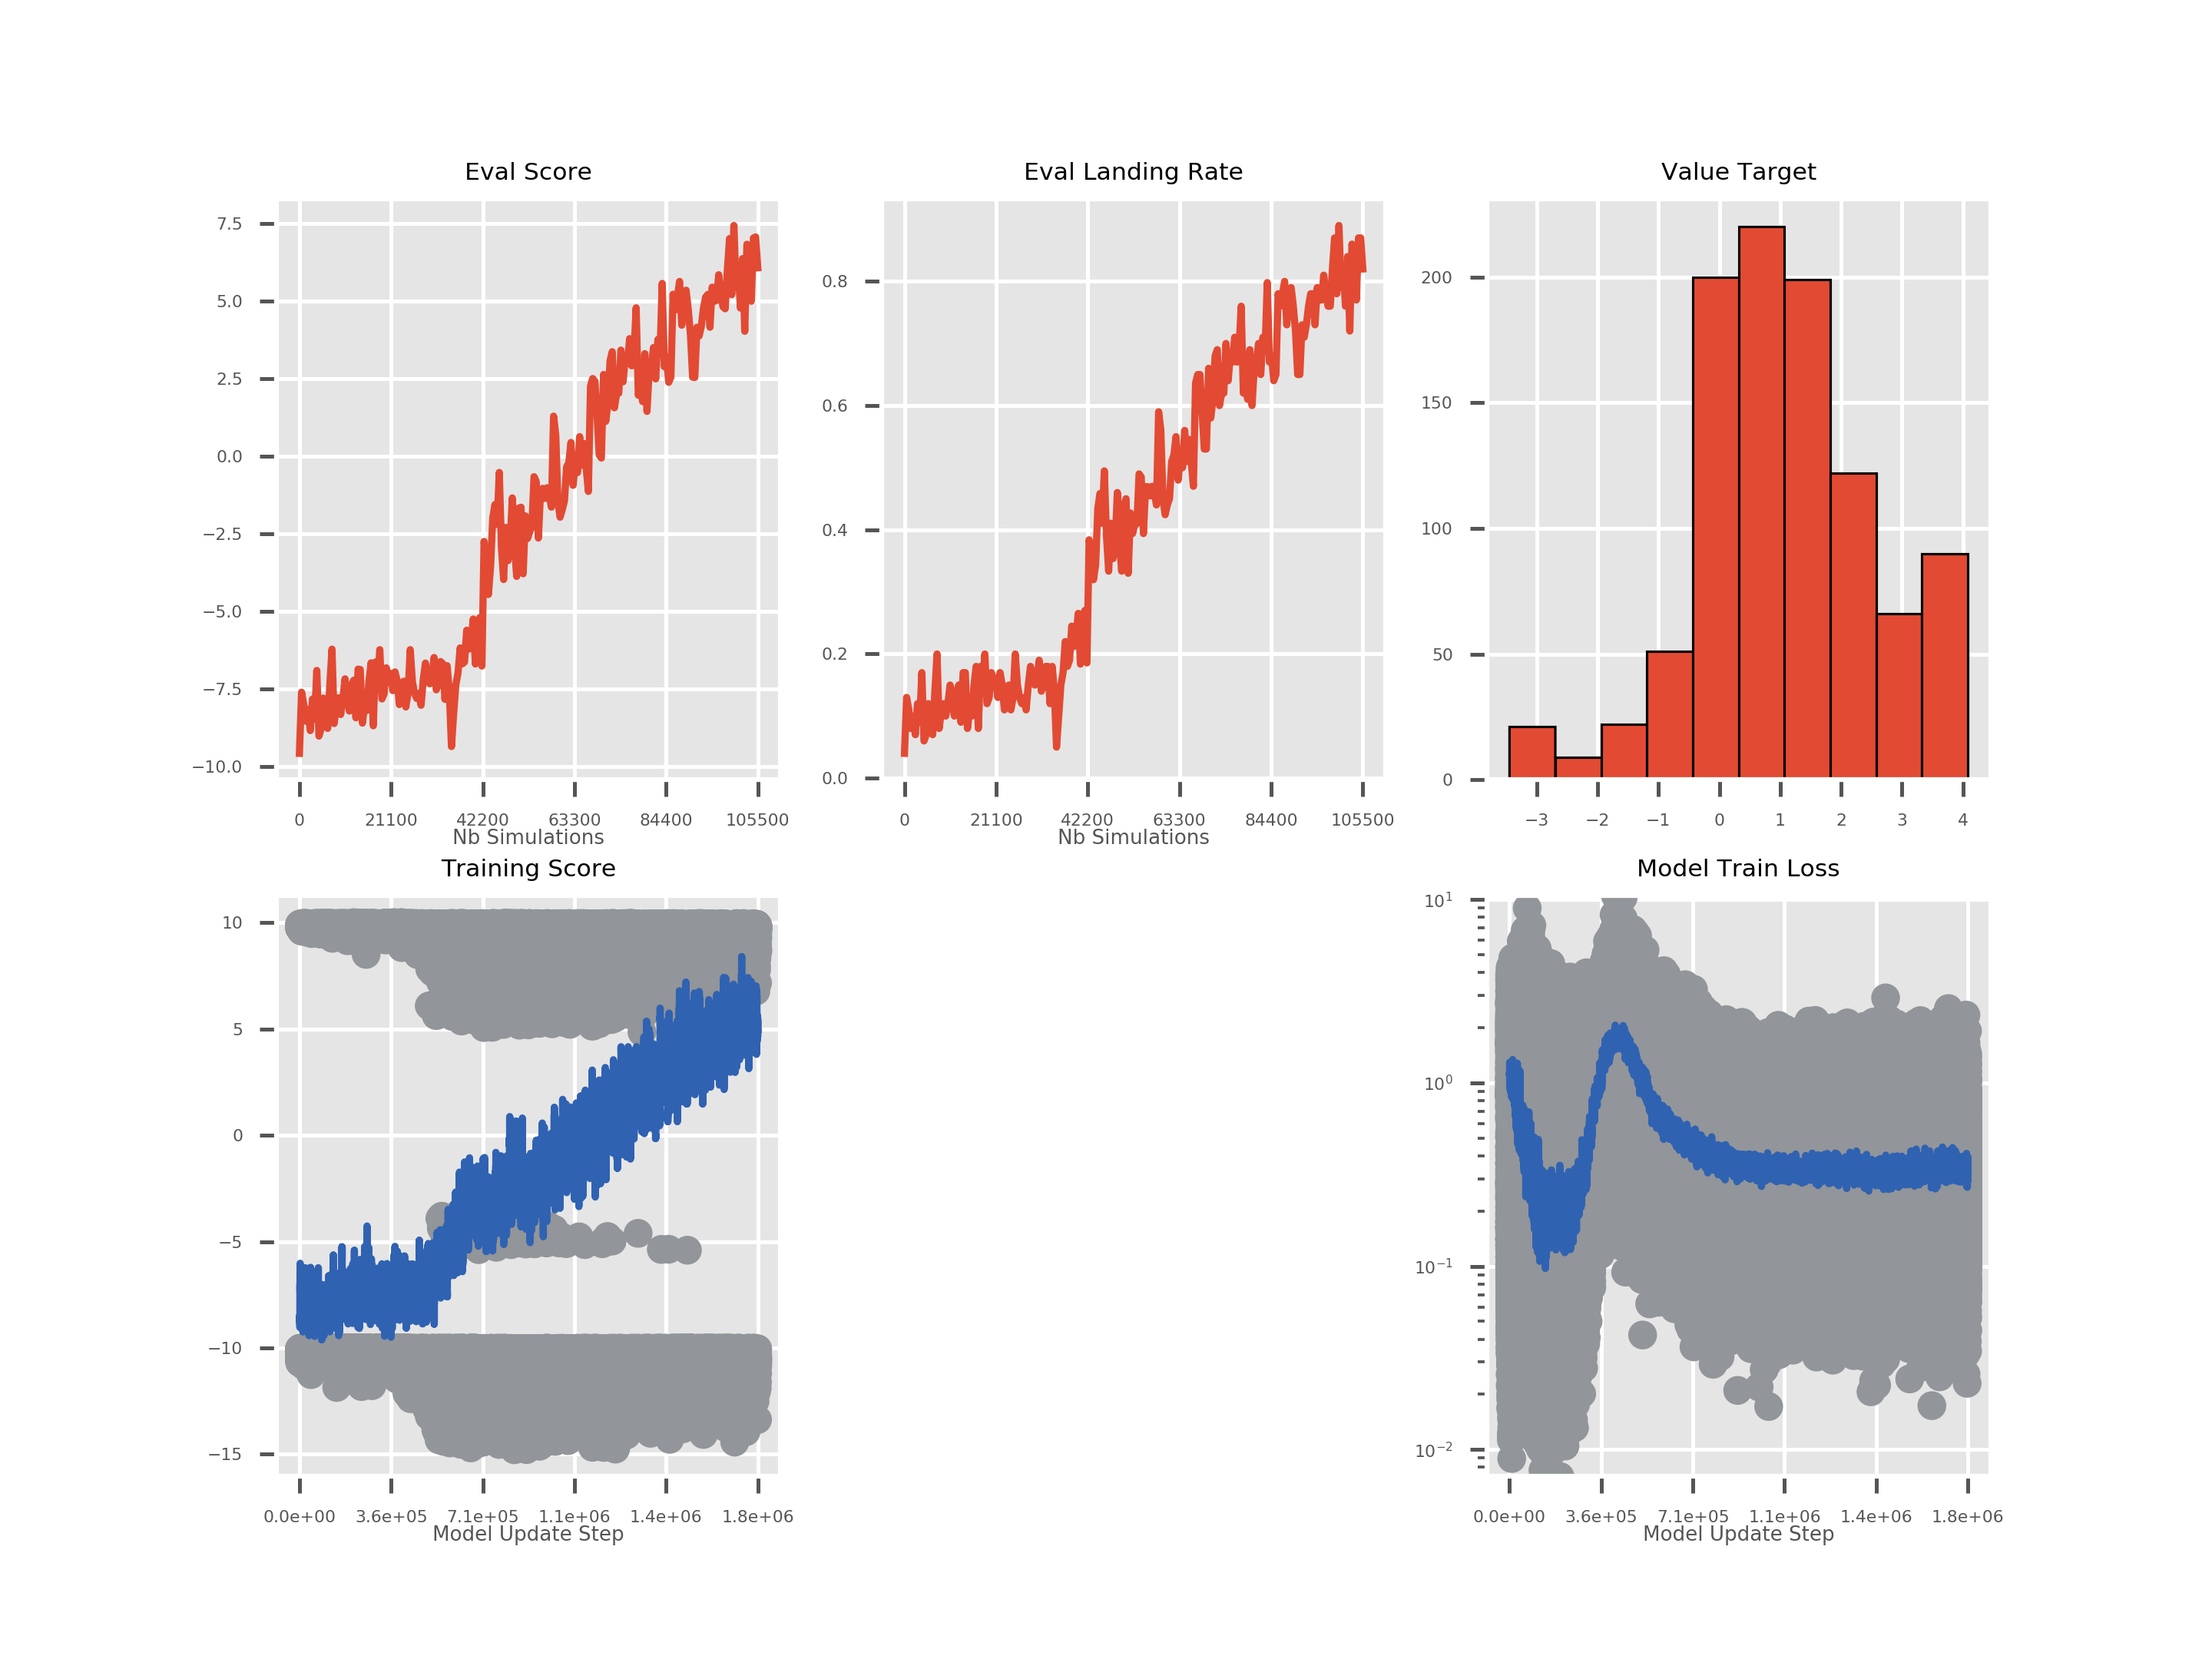 Eval Score
7.5
5.0
2.5
0.0
−2.5
−5.0
−7.5
−10.0
0 21100 42200 63300 84400 105500
Nb Simulations
Eval Landing Rate
0.8
0.6
0.4
0.2
0.0
0 21100 42200 63300 84400 105500
Nb Simulations
Value Target
200
150
100
50
0
−3 −2 −1 0 1 2 3 4
Training Score
10
5
0
−5
−10
−15
0.0e+00 3.6e+05 7.1e+05 1.1e+06 1.4e+06 1.8e+06
Model Update Step
Model Train Loss
10¹
10⁰
10⁻¹
10⁻²
0.0e+00 3.6e+05 7.1e+05 1.1e+06 1.4e+06 1.8e+06
Model Update Step